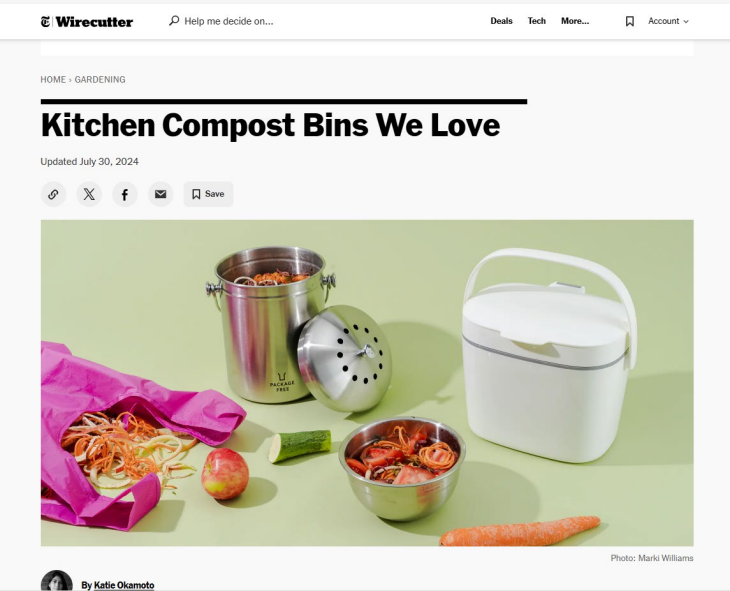 Wirecutter
Help me decide on...
Deals
Tech
More...
Account
HOME › GARDENING
Kitchen Compost Bins We Love
Updated July 30, 2024
Save
PACKAGE
FREE
Photo: Marki Williams
By Katie Okamoto